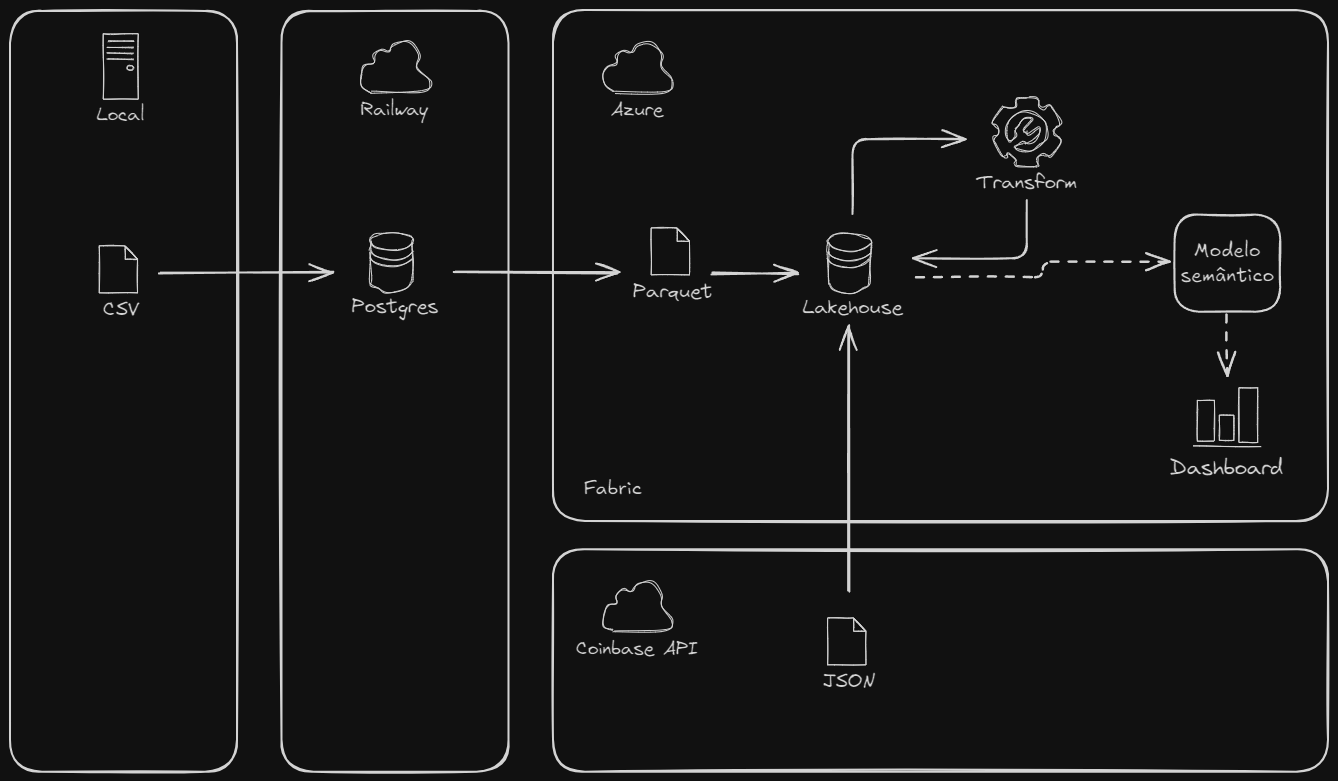 Local
Railway
Azure
Transform
CSV
Postgres
Parquet
Lakehouse
Modelo
semântico
Dashboard
Fabric
Coinbase API
JSON